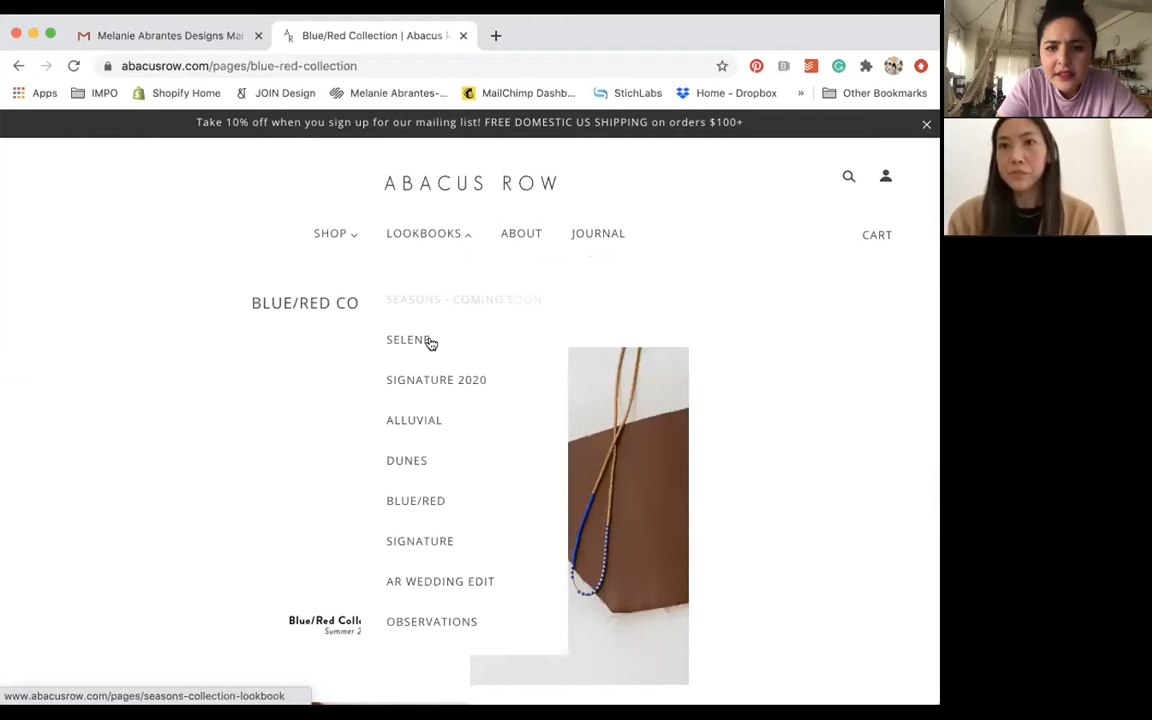 Melanie Abrantes Designs Mai
Blue/Red Collection | Abacus R
abacusrow.com/pages/blue-red-collection
Apps
IMPO
Shopify Home
JOIN Design
Melanie Abrantes-...
MailChimp Dashb...
StichLabs
Home - Dropbox
»
Other Bookmarks
Take 10% off when you sign up for our mailing list! FREE DOMESTIC US SHIPPING on orders $100+
ABACUS ROW
SHOP
LOOKBOOKS
ABOUT
JOURNAL
CART
BLUE/RED CO
SEASONS - COMING SOON
SELENE
SIGNATURE 2020
ALLUVIAL
DUNES
BLUE/RED
SIGNATURE
AR WEDDING EDIT
OBSERVATIONS
Blue/Red Colle
Summer 2
www.abacusrow.com/pages/seasons-collection-lookbook